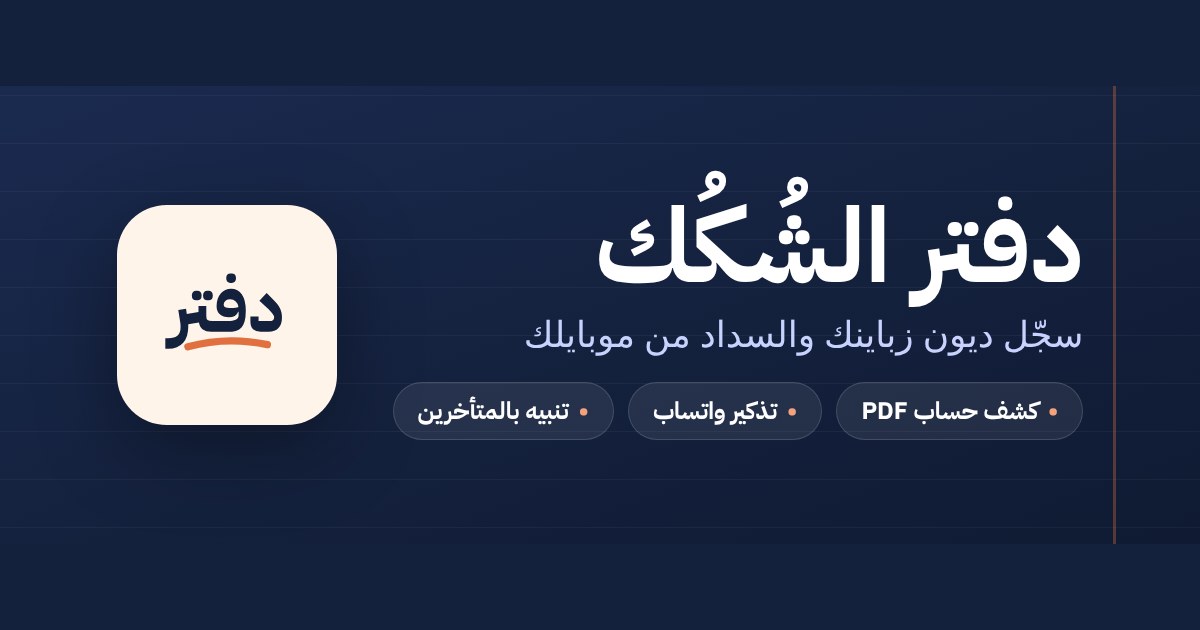 دفتر الشُكُك
سجّل ديون زباينك والسداد من موبايلك
كشف حساب PDF
تذكير واتساب
تنبيه بالمتأخرين
دفتر